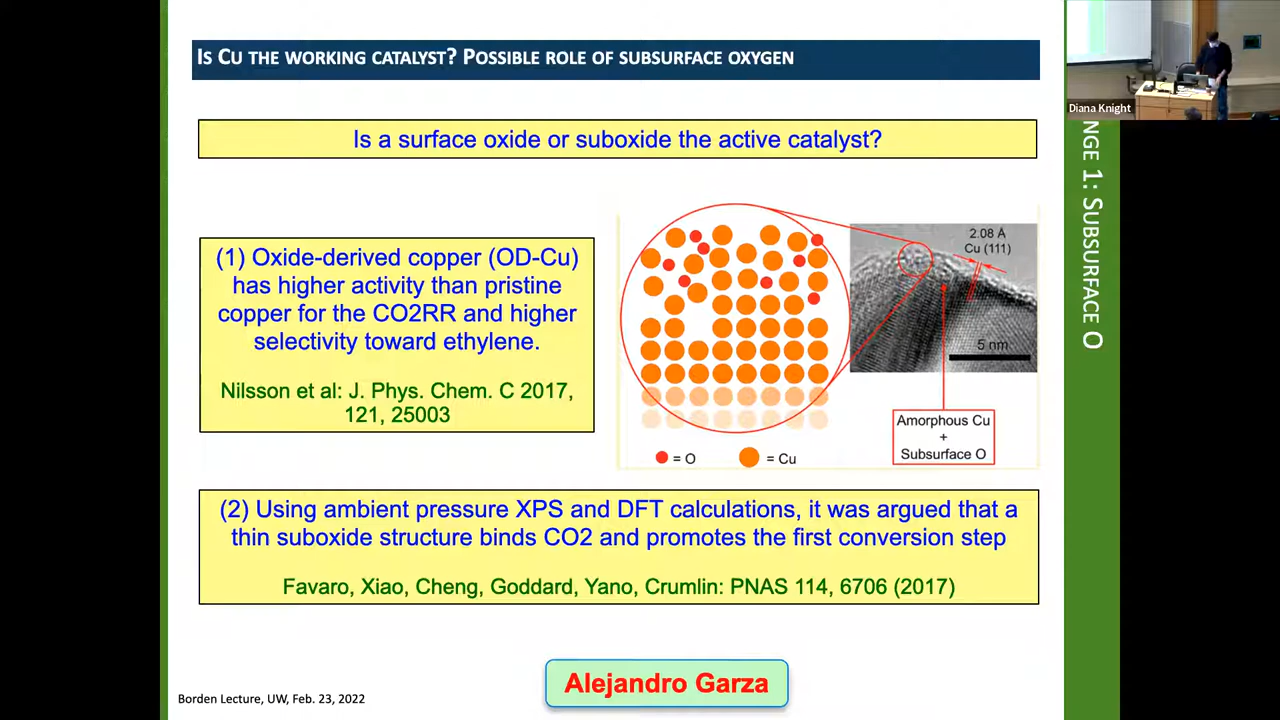 IS CU THE WORKING CATALYST? POSSIBLE ROLE OF SUBSURFACE OXYGEN
Diana Knight
NGE 1: SUBSURFACE O
Is a surface oxide or suboxide the active catalyst?
(1) Oxide-derived copper (OD-Cu)
has higher activity than pristine
copper for the CO2RR and higher
selectivity toward ethylene.
Nilsson et al: J. Phys. Chem. C 2017,
121, 25003
2.08 Å
Cu (111)
5 nm
Amorphous Cu
+
Subsurface O
= O
= Cu
(2) Using ambient pressure XPS and DFT calculations, it was argued that a
thin suboxide structure binds CO2 and promotes the first conversion step
Favaro, Xiao, Cheng, Goddard, Yano, Crumlin: PNAS 114, 6706 (2017)
Alejandro Garza
Borden Lecture, UW, Feb. 23, 2022